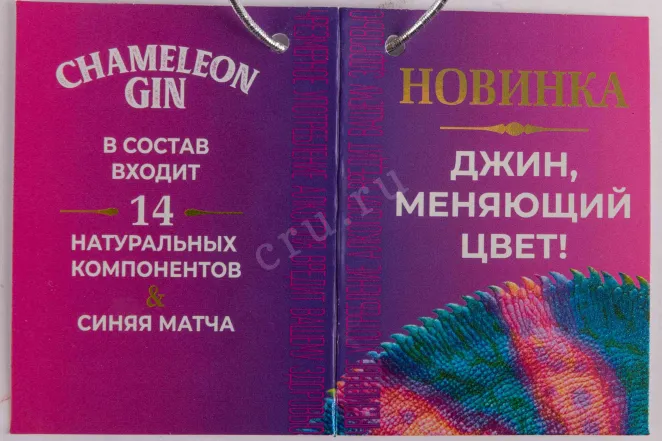 CHAMELEON
GIN
В СОСТАВ
ВХОДИТ
14
НАТУРАЛЬНЫХ
КОМПОНЕНТОВ
&
СИНЯЯ МАТЧА
НОВИНКА
ДЖИН,
МЕНЯЮЩИЙ
ЦВЕТ!
cru.ru